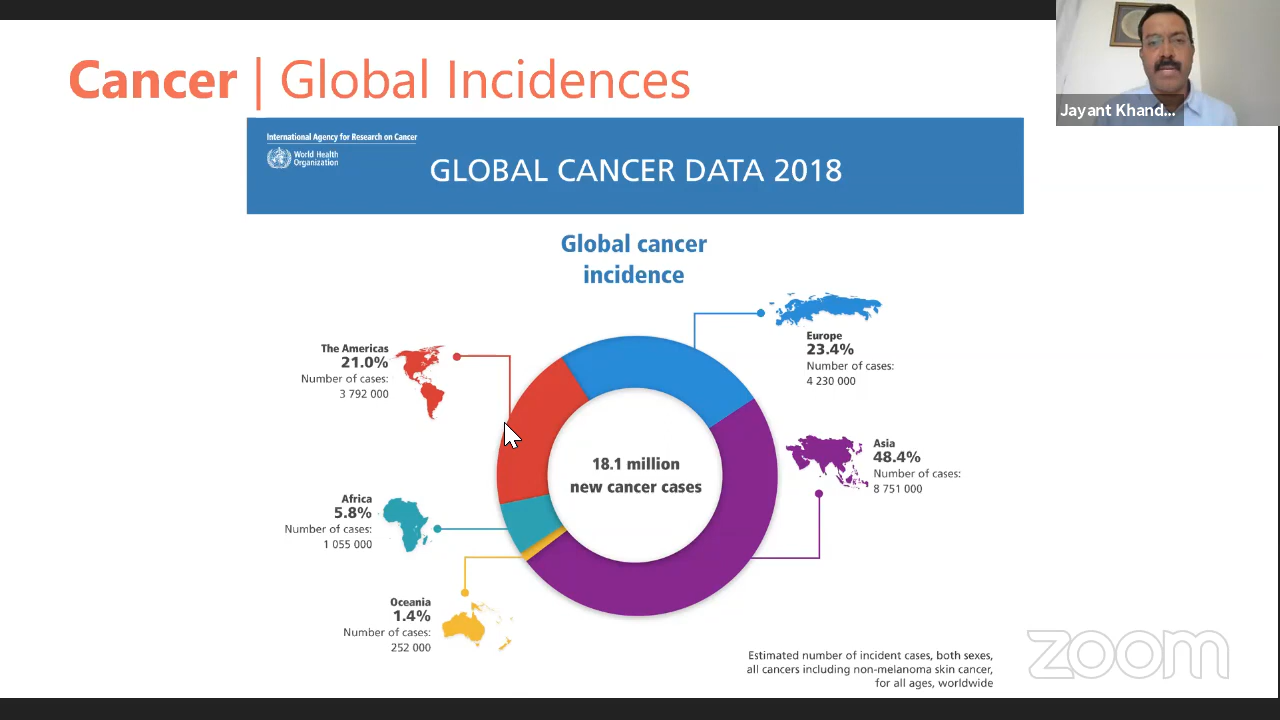 Cancer | Global Incidences
Jayant Khand...
International Agency for Research on Cancer
World Health
Organization
GLOBAL CANCER DATA 2018
Global cancer
incidence
The Americas
21.0%
Number of cases:
3 792 000
Europe
23.4%
Number of cases:
4 230 000
18.1 million
new cancer cases
Asia
48.4%
Number of cases:
8 751 000
Africa
5.8%
Number of cases:
1 055 000
Oceania
1.4%
Number of cases:
252 000
Estimated number of incident cases, both sexes,
all cancers including non-melanoma skin cancer,
for all ages, worldwide
zoom